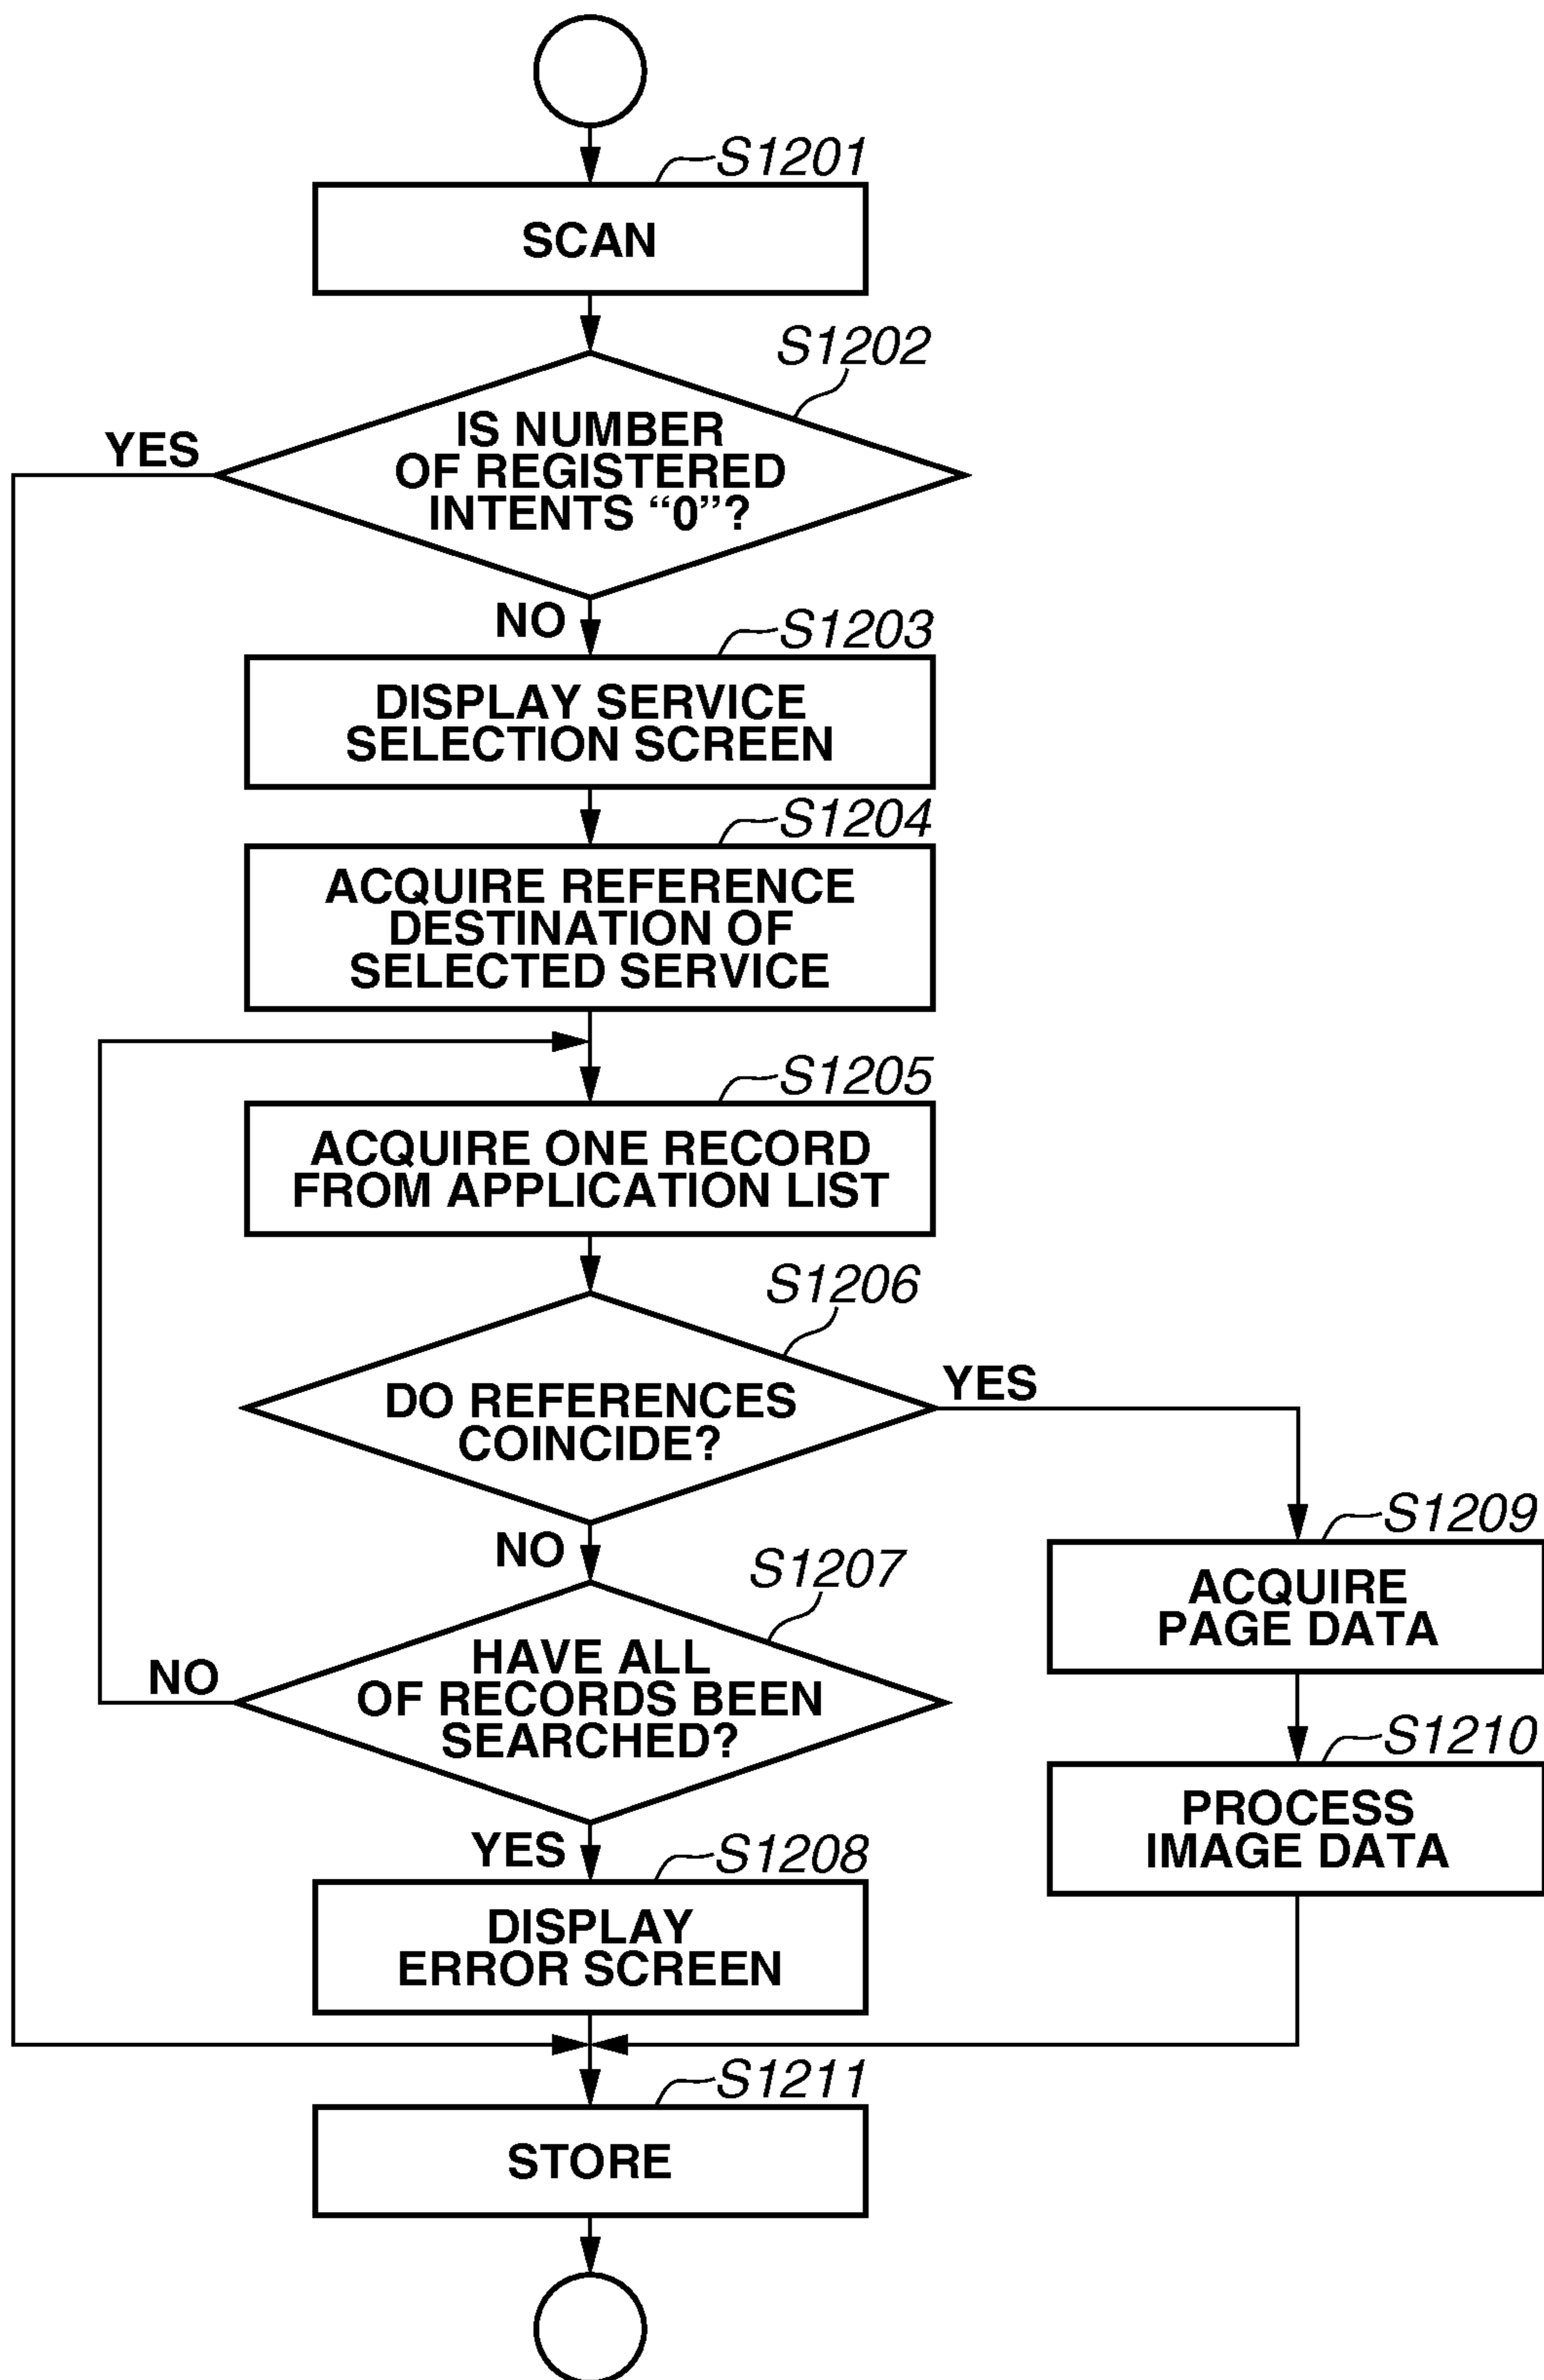 S1201
SCAN
S1202
IS NUMBER
OF REGISTERED
INTENTS “0”?
YES
NO
S1203
DISPLAY SERVICE
SELECTION SCREEN
S1204
ACQUIRE REFERENCE
DESTINATION OF
SELECTED SERVICE
S1205
ACQUIRE ONE RECORD
FROM APPLICATION LIST
S1206
DO REFERENCES
COINCIDE?
YES
NO
S1207
HAVE ALL
OF RECORDS BEEN
SEARCHED?
NO
YES
S1208
DISPLAY
ERROR SCREEN
S1209
ACQUIRE
PAGE DATA
S1210
PROCESS
IMAGE DATA
S1211
STORE